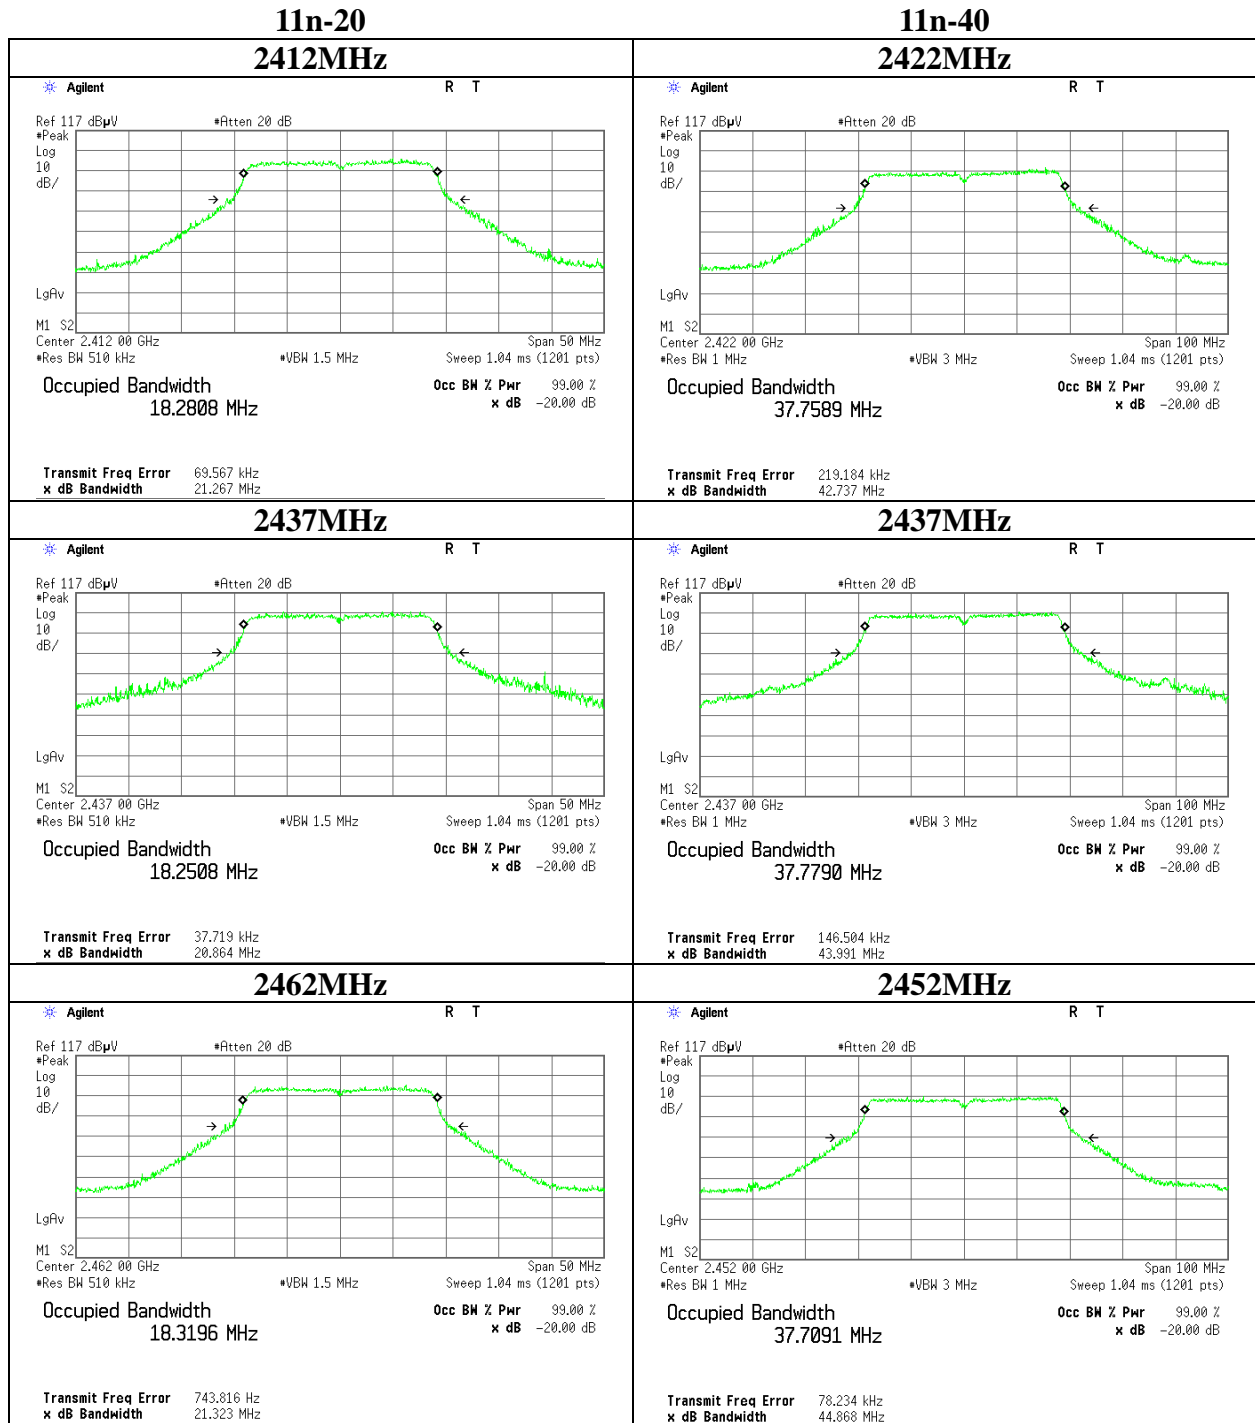 11n-20 11n-40
2412MHz 2422MHz
Agilent R T
Ref 117 dBµV #Atten 20 dB
#Peak
Log
10
dB/
LgAv
M1 S2
Center 2.412 00 GHz Span 50 MHz
#Res BW 510 kHz #VBW 1.5 MHz Sweep 1.04 ms (1201 pts)
Occupied Bandwidth Occ BW % Pwr 99.00 %
18.2808 MHz x dB -20.00 dB
Transmit Freq Error 69.567 kHz
x dB Bandwidth 21.267 MHz
Agilent R T
Ref 117 dBµV #Atten 20 dB
#Peak
Log
10
dB/
LgAv
M1 S2
Center 2.422 00 GHz Span 100 MHz
#Res BW 1 MHz #VBW 3 MHz Sweep 1.04 ms (1201 pts)
Occupied Bandwidth Occ BW % Pwr 99.00 %
37.7589 MHz x dB -20.00 dB
Transmit Freq Error 219.184 kHz
x dB Bandwidth 42.737 MHz
2437MHz 2437MHz
Agilent R T
Ref 117 dBµV #Atten 20 dB
#Peak
Log
10
dB/
LgAv
M1 S2
Center 2.437 00 GHz Span 50 MHz
#Res BW 510 kHz #VBW 1.5 MHz Sweep 1.04 ms (1201 pts)
Occupied Bandwidth Occ BW % Pwr 99.00 %
18.2508 MHz x dB -20.00 dB
Transmit Freq Error 37.719 kHz
x dB Bandwidth 20.864 MHz
Agilent R T
Ref 117 dBµV #Atten 20 dB
#Peak
Log
10
dB/
LgAv
M1 S2
Center 2.437 00 GHz Span 100 MHz
#Res BW 1 MHz #VBW 3 MHz Sweep 1.04 ms (1201 pts)
Occupied Bandwidth Occ BW % Pwr 99.00 %
37.7790 MHz x dB -20.00 dB
Transmit Freq Error 146.504 kHz
x dB Bandwidth 43.991 MHz
2462MHz 2452MHz
Agilent R T
Ref 117 dBµV #Atten 20 dB
#Peak
Log
10
dB/
LgAv
M1 S2
Center 2.462 00 GHz Span 50 MHz
#Res BW 510 kHz #VBW 1.5 MHz Sweep 1.04 ms (1201 pts)
Occupied Bandwidth Occ BW % Pwr 99.00 %
18.3196 MHz x dB -20.00 dB
Transmit Freq Error 743.816 Hz
x dB Bandwidth 21.323 MHz
Agilent R T
Ref 117 dBµV #Atten 20 dB
#Peak
Log
10
dB/
LgAv
M1 S2
Center 2.452 00 GHz Span 100 MHz
#Res BW 1 MHz #VBW 3 MHz Sweep 1.04 ms (1201 pts)
Occupied Bandwidth Occ BW % Pwr 99.00 %
37.7091 MHz x dB -20.00 dB
Transmit Freq Error 78.234 kHz
x dB Bandwidth 44.868 MHz